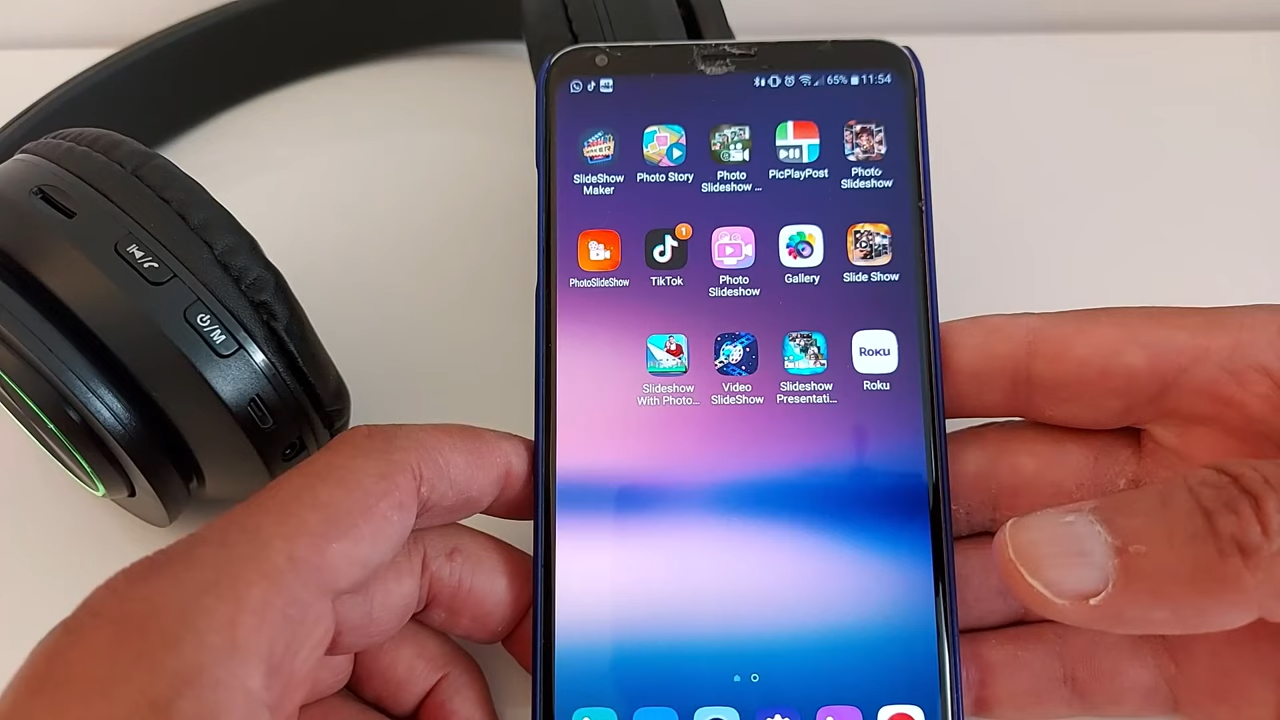 65% 11:54
SlideShow
Maker
Photo Story
Photo
Slideshow ...
PicPlayPost
Photo
Slideshow
PhotoSlideShow
1
TikTok
Photo
Slideshow
Gallery
Slide Show
Slideshow
With Photo...
Video
SlideShow
Slideshow
Presentati...
ROKU
Roku
/M